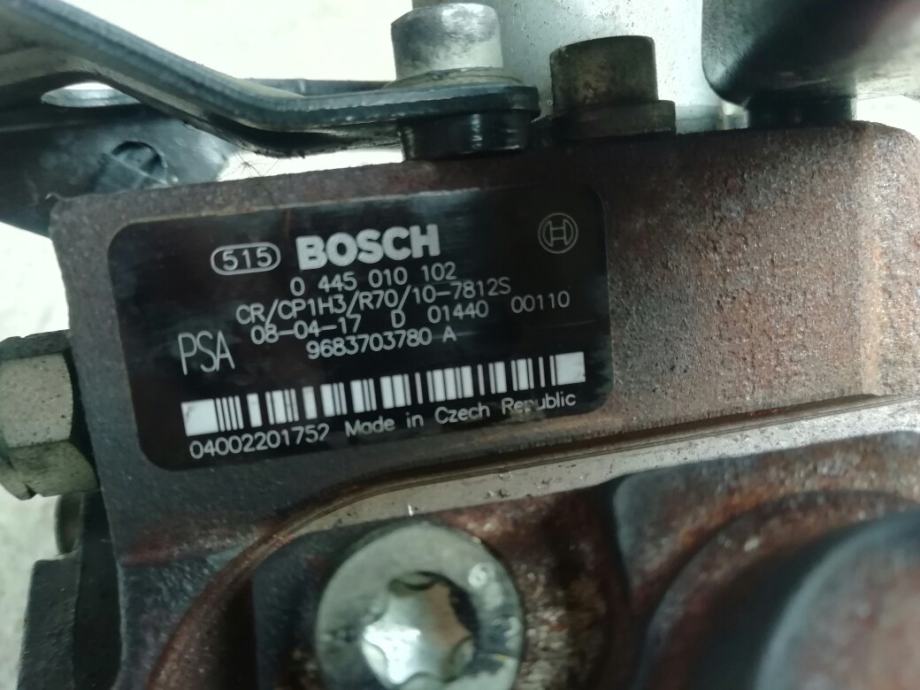 515 BOSCH
0 445 010 102
CR/CP1H3/R70/10-7812S
PSA 08-04-17 D 01440 00110
9683703780 A
04002201752 Made in Czech Republic